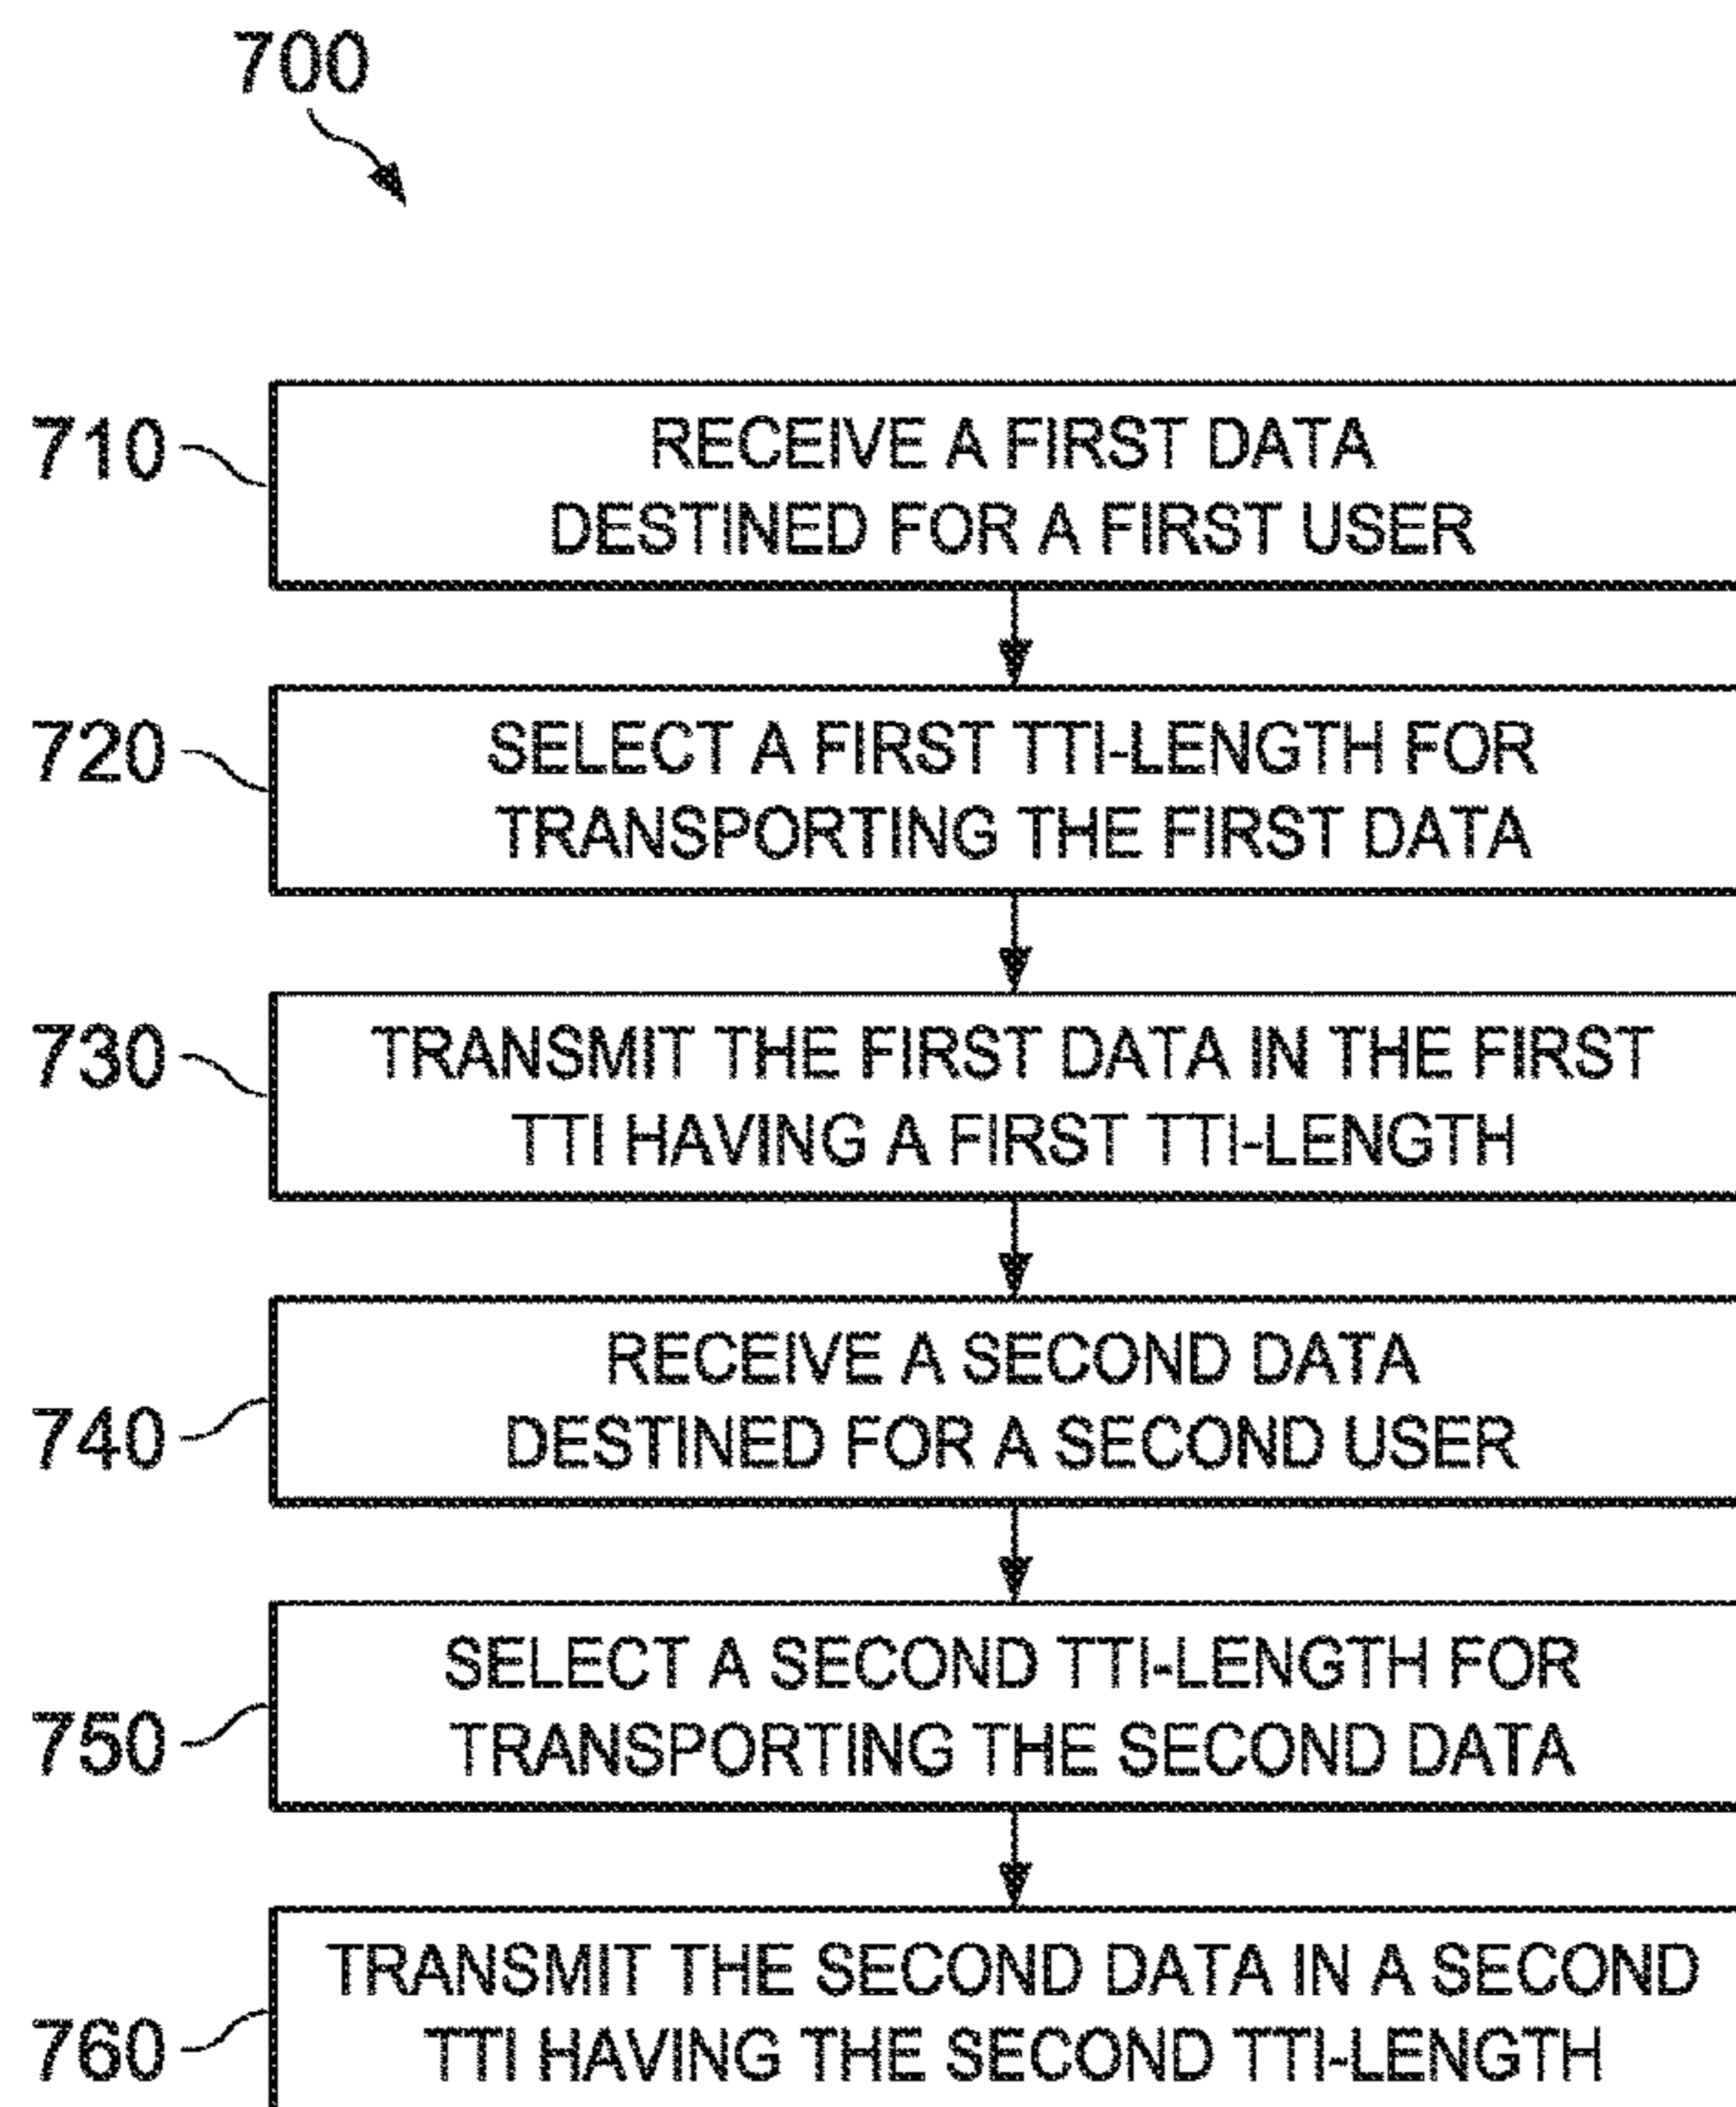 700
710
RECEIVE A FIRST DATA
DESTINED FOR A FIRST USER
720
SELECT A FIRST TTI-LENGTH FOR
TRANSPORTING THE FIRST DATA
730
TRANSMIT THE FIRST DATA IN THE FIRST
TTI HAVING A FIRST TTI-LENGTH
740
RECEIVE A SECOND DATA
DESTINED FOR A SECOND USER
750
SELECT A SECOND TTI-LENGTH FOR
TRANSPORTING THE SECOND DATA
760
TRANSMIT THE SECOND DATA IN A SECOND
TTI HAVING THE SECOND TTI-LENGTH